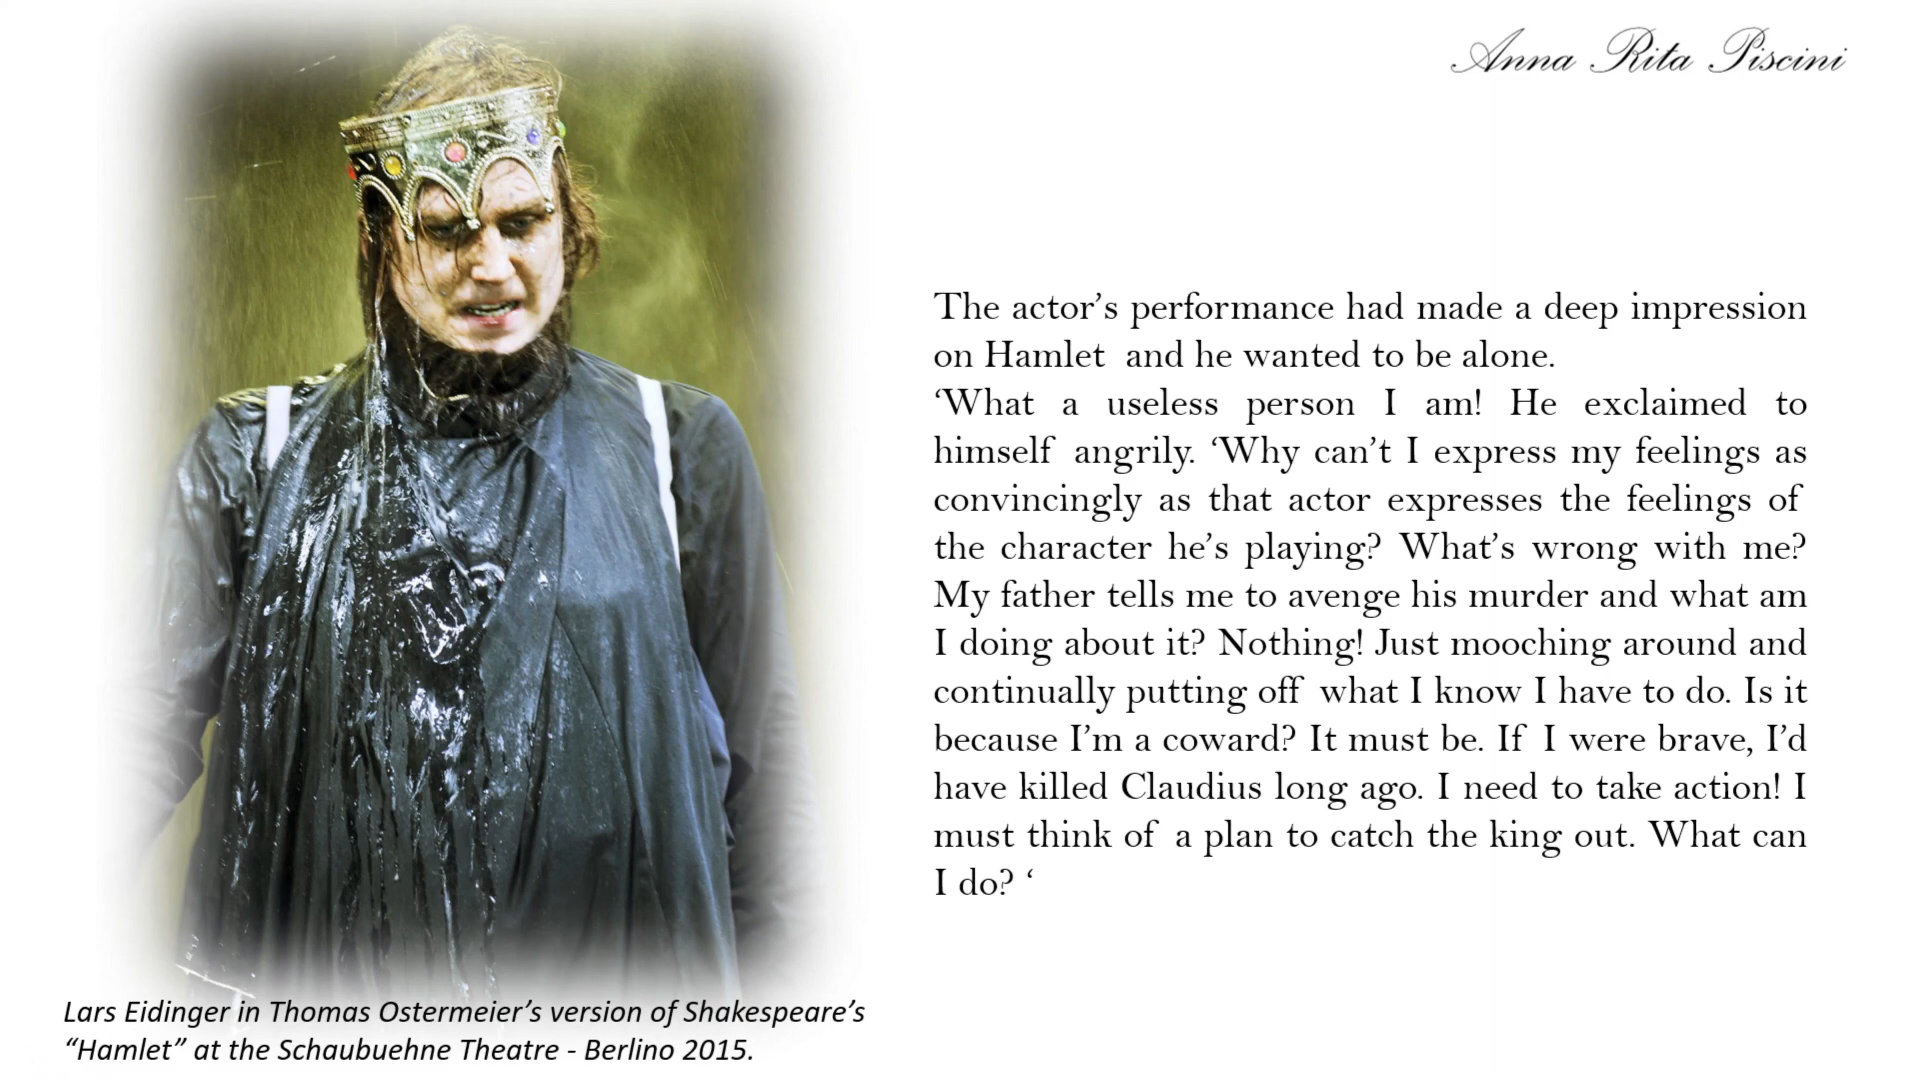 Anna Rita Piscini
The actor’s performance had made a deep impression
on Hamlet and he wanted to be alone.
‘What a useless person I am! He exclaimed to
himself angrily. ‘Why can’t I express my feelings as
convincingly as that actor expresses the feelings of
the character he’s playing? What’s wrong with me?
My father tells me to avenge his murder and what am
I doing about it? Nothing! Just mooching around and
continually putting off what I know I have to do. Is it
because I’m a coward? It must be. If I were brave, I’d
have killed Claudius long ago. I need to take action! I
must think of a plan to catch the king out. What can
I do? ‘
Lars Eidinger in Thomas Ostermeier’s version of Shakespeare’s
“Hamlet” at the Schaubuehne Theatre - Berlino 2015.